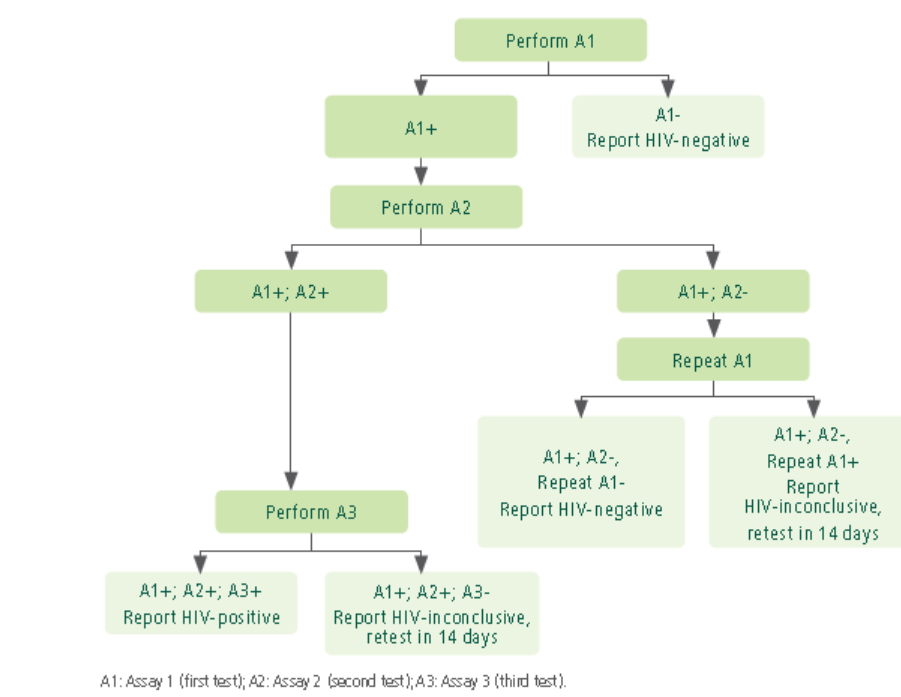 Perform A1
A1+
A1-
Report HIV-negative
Perform A2
A1+; A2+
A1+; A2-
Repeat A1
A1+; A2-,
Repeat A1-
Report HIV-negative
A1+; A2-,
Repeat A1+
Report
HIV-inconclusive,
retest in 14 days
Perform A3
A1+; A2+; A3+
Report HIV-positive
A1+; A2+; A3-
Report HIV-inconclusive,
retest in 14 days
A1: Assay 1 (first test); A2: Assay 2 (second test); A3: Assay 3 (third test).